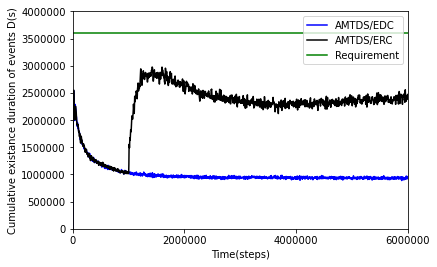 AMTDS/EDC
AMTDS/ERC
Requirement
Cumulative existance duration of events D(s)
4000000
3500000
3000000
2500000
2000000
1500000
1000000
500000
0
0 2000000 4000000 6000000
Time(steps)